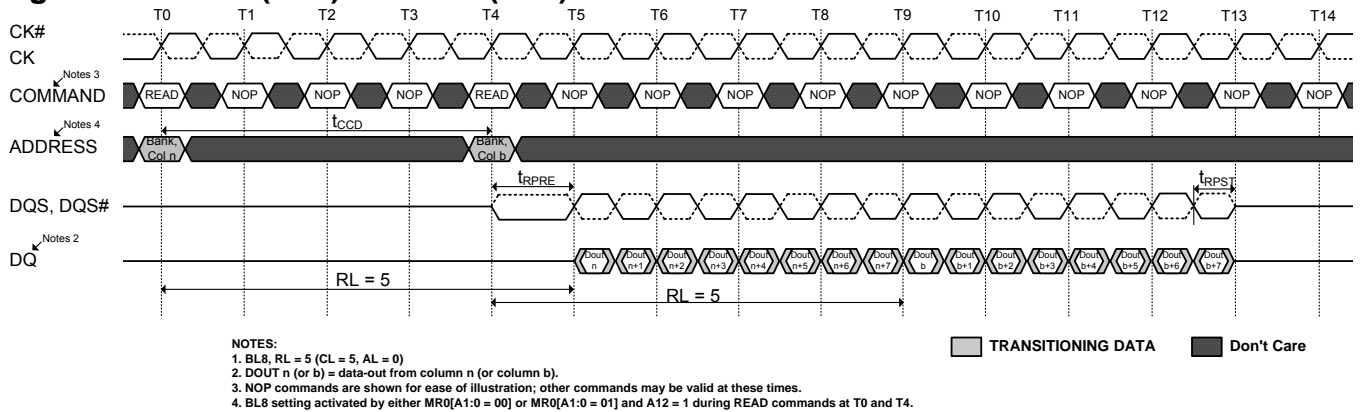 T0 T1 T2 T3 T4 T5 T6 T7 T8 T9 T10 T11 T12 T13 T14
CK#
CK
Notes 3
COMMAND READ NOP NOP NOP READ NOP NOP NOP NOP NOP NOP NOP NOP NOP NOP
tCCD
Notes 4
ADDRESS Bank, Col n Bank, Col b
tRPRE tRPST
DQS, DQS#
Notes 2
DQ Dout n Dout n+1 Dout n+2 Dout n+3 Dout n+4 Dout n+5 Dout n+6 Dout n+7 Dout b Dout b+1 Dout b+2 Dout b+3 Dout b+4 Dout b+5 Dout b+6 Dout b+7
RL = 5 RL = 5
NOTES:
1. BL8, RL = 5 (CL = 5, AL = 0)
2. DOUT n (or b) = data-out from column n (or column b).
3. NOP commands are shown for ease of illustration; other commands may be valid at these times.
4. BL8 setting activated by either MR0[A1:0 = 00] or MR0[A1:0 = 01] and A12 = 1 during READ commands at T0 and T4.
TRANSITIONING DATA Don't Care